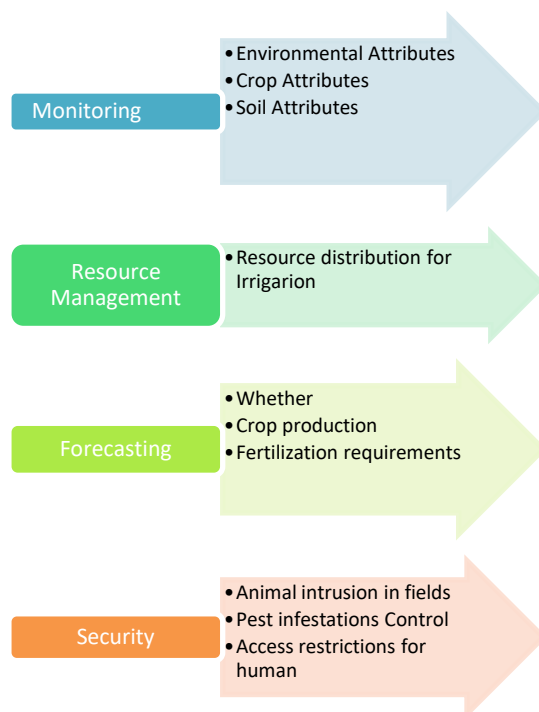 Monitoring
• Environmental Attributes
• Crop Attributes
• Soil Attributes
Resource
Management
• Resource distribution for
Irrigarion
Forecasting
• Whether
• Crop production
• Fertilization requirements
Security
• Animal intrusion in fields
• Pest infestations Control
• Access restrictions for
human